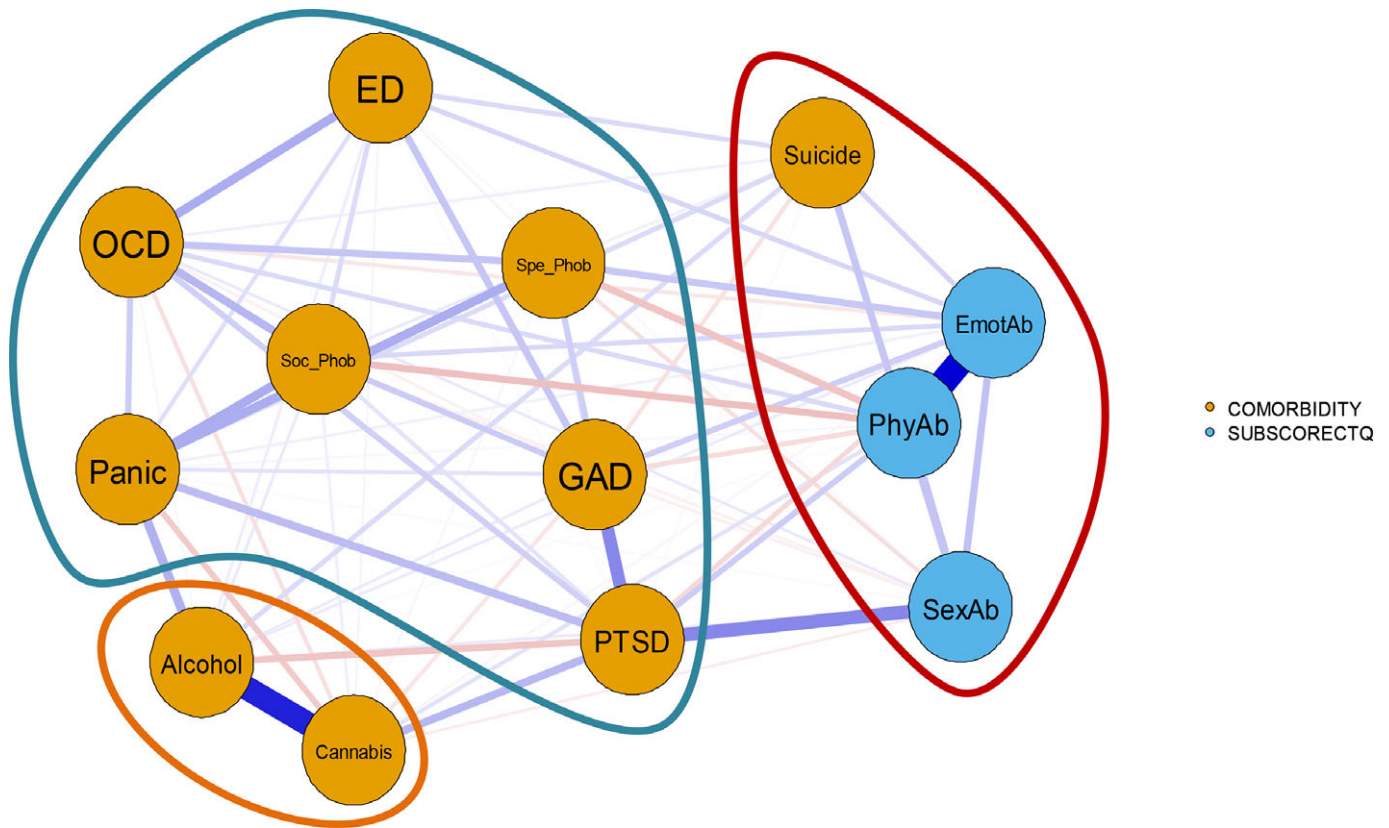 ED
Suicide
OCD
Spe_Phob
EmotAb
Soc_Phob
PhyAb
Panic
GAD
SexAb
PTSD
Alcohol
Cannabis
COMORBIDITY
SUBSCORECTQ